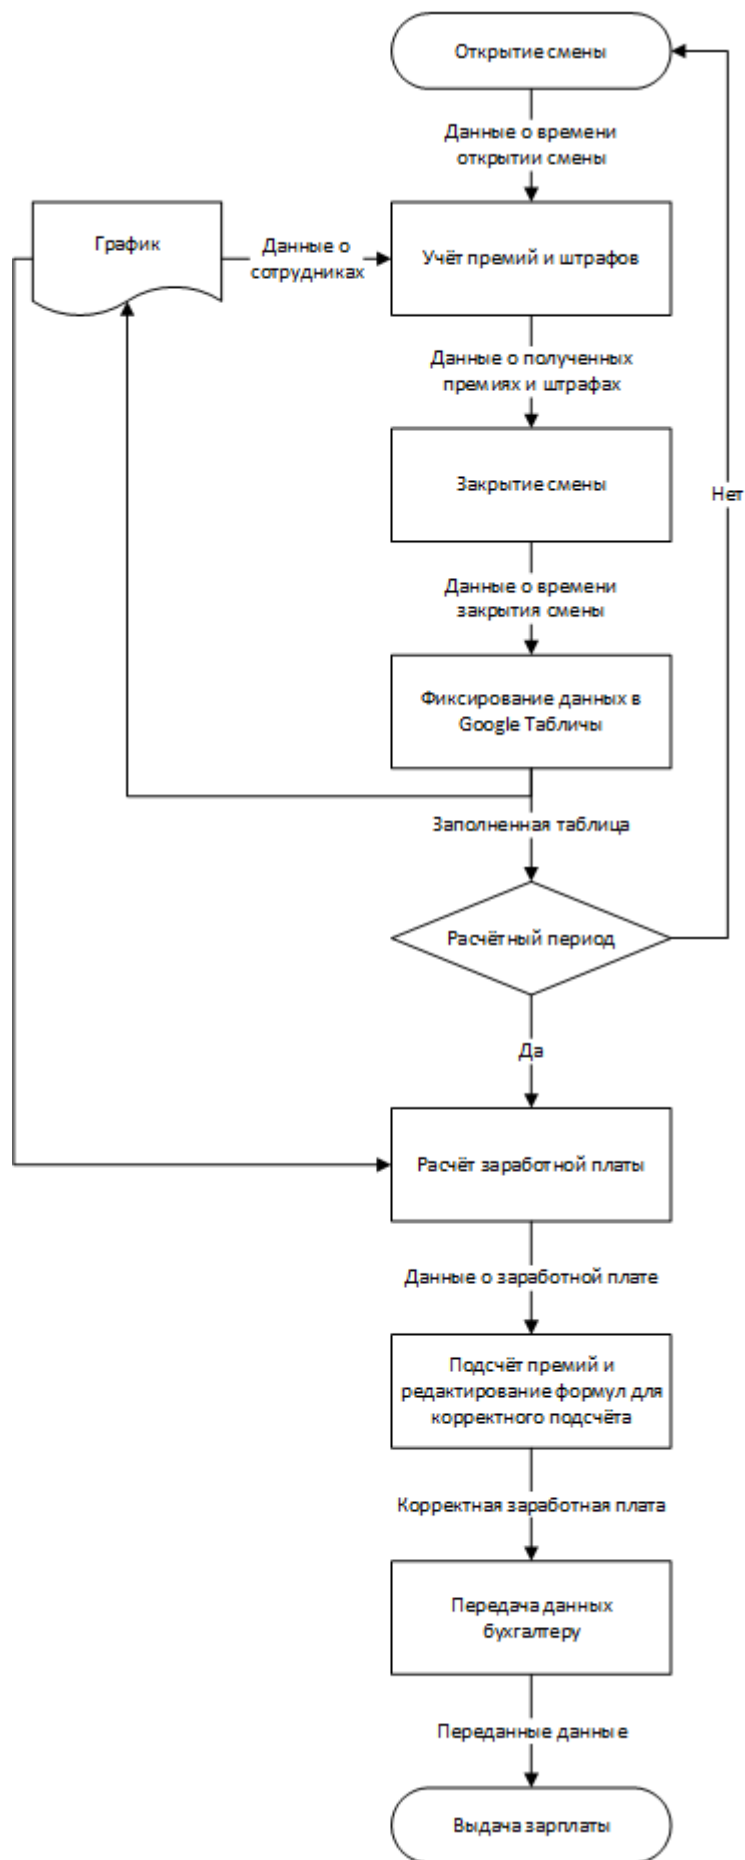 Открытие смены
Данные о времени
открытии смены
График
Данные о
сотрудниках
Учёт премий и штрафов
Данные о полученных
премиях и штрафах
Закрытие смены
Нет
Данные о времени
закрытия смены
Фиксирование данных в
Google Табличы
Заполненная таблица
Расчётный период
Да
Расчёт заработной платы
Данные о заработной плате
Подсчёт премий и
редактирование формул для
корректного подсчёта
Корректная заработная плата
Передача данных
бухгалтеру
Переданные данные
Выдача зарплаты